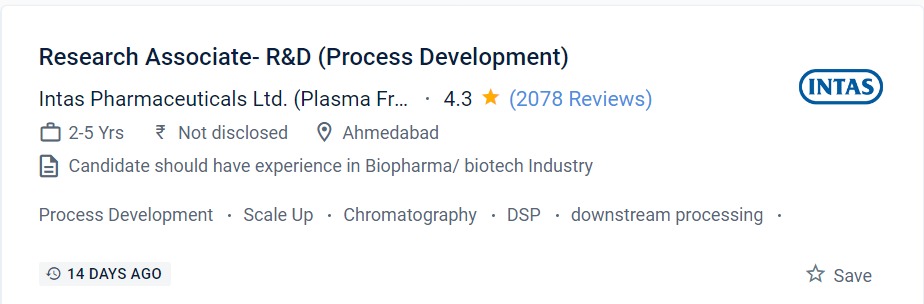 Research Associate- R&D (Process Development)
Intas Pharmaceuticals Ltd. (Plasma Fr... · 4.3 ★ (2078 Reviews)
INTAS
2-5 Yrs ₹ Not disclosed Ahmedabad
Candidate should have experience in Biopharma/ biotech Industry
Process Development · Scale Up · Chromatography · DSP · downstream processing ·
14 DAYS AGO Save